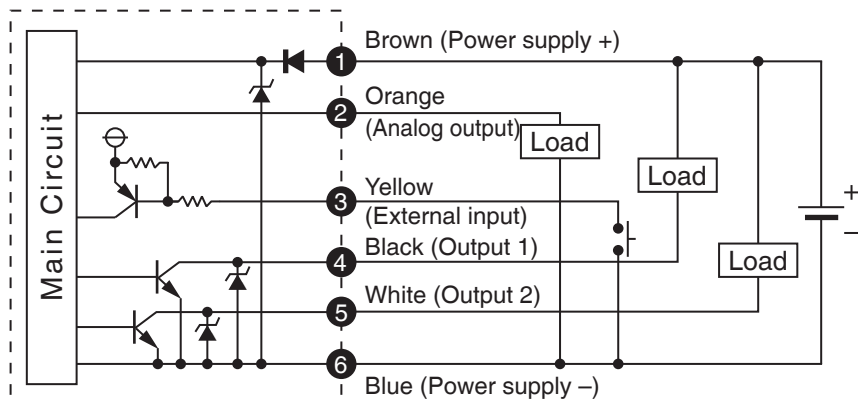 Main Circuit
1 Brown (Power supply +)
2 Orange
(Analog output)
Load
3 Yellow
(External input)
Load
+
–
4 Black (Output 1)
Load
5 White (Output 2)
6
Blue (Power supply –)